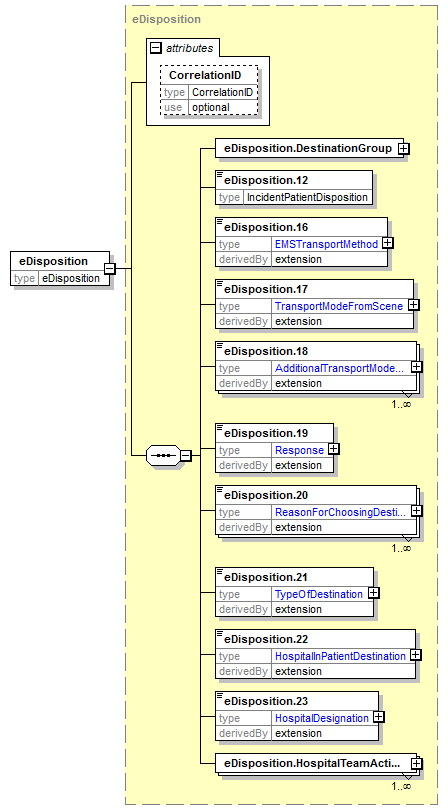 eDisposition
attributes
CorrelationID
type CorrelationID
use optional
eDisposition.DestinationGroup
eDisposition.12
type IncidentPatientDisposition
eDisposition.16
type EMSTransportMethod
derivedBy extension
eDisposition
type eDisposition
eDisposition.17
type TransportModeFromScene
derivedBy extension
eDisposition.18
type AdditionalTransportMode...
derivedBy extension
1..∞
eDisposition.19
type Response
derivedBy extension
eDisposition.20
type ReasonForChoosingDesti...
derivedBy extension
1..∞
eDisposition.21
type TypeOfDestination
derivedBy extension
eDisposition.22
type HospitalInPatientDestination
derivedBy extension
eDisposition.23
type HospitalDesignation
derivedBy extension
eDisposition.HospitalTeamActi...
1..∞